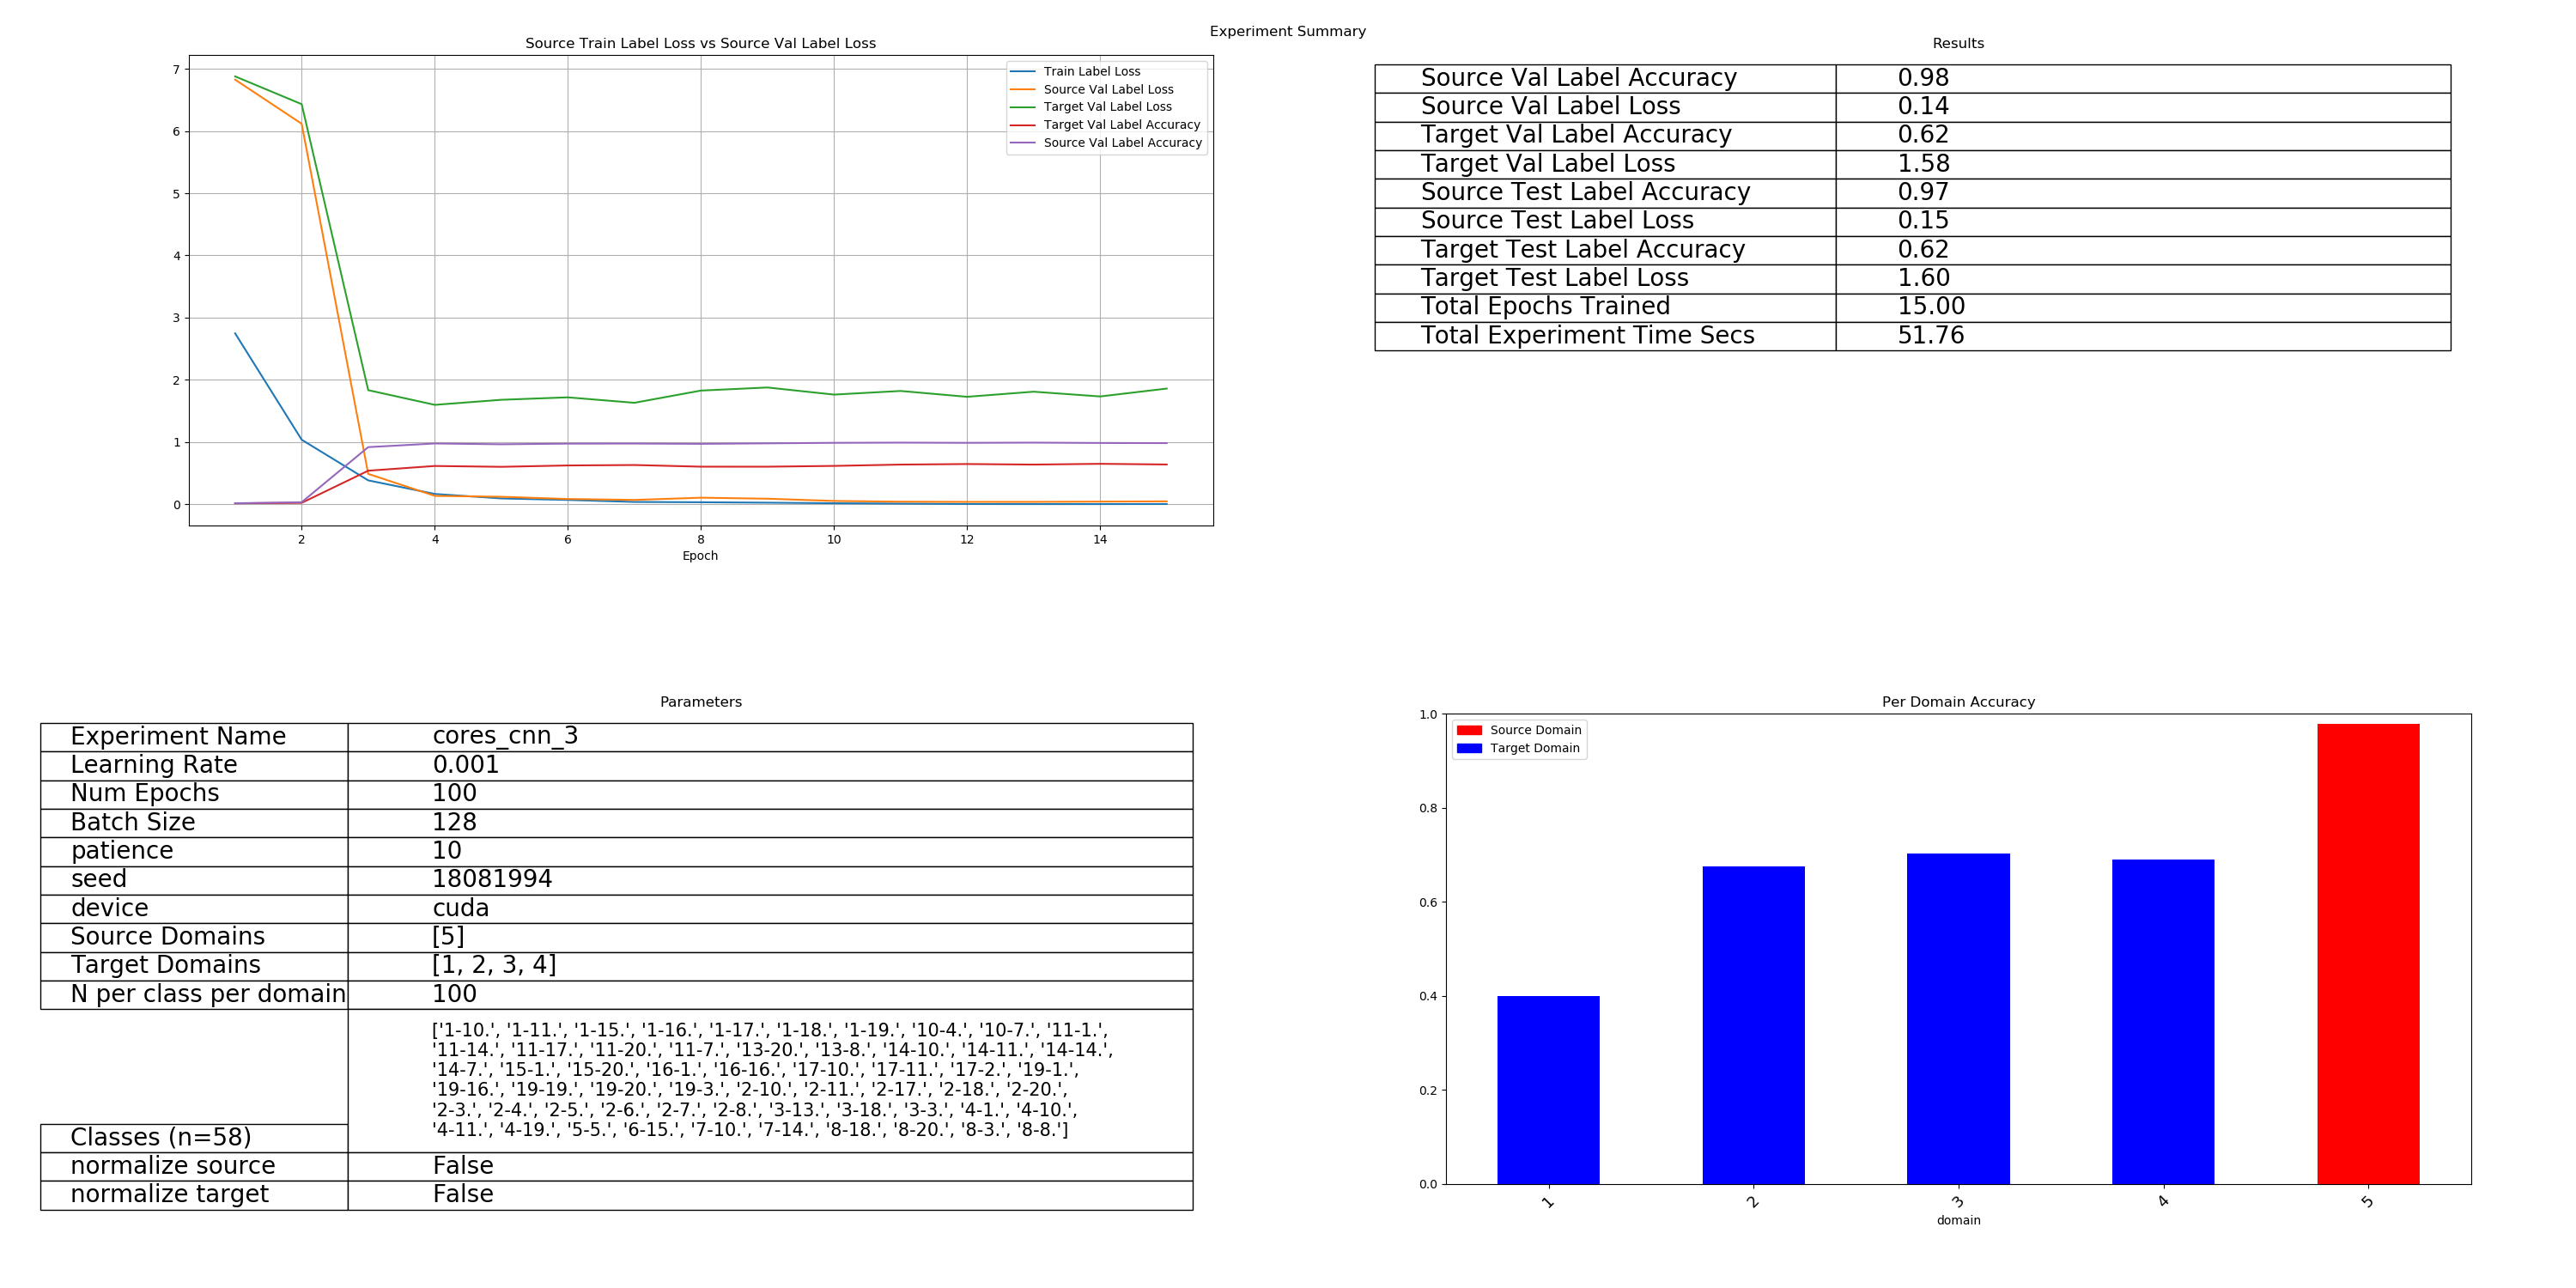 Experiment Summary
Source Train Label Loss vs Source Val Label Loss
7
6
5
4
3
2
1
0
2 4 6 8 10 12 14
Epoch
Train Label Loss
Source Val Label Loss
Target Val Label Loss
Target Val Label Accuracy
Source Val Label Accuracy
Results
Source Val Label Accuracy 0.98
Source Val Label Loss 0.14
Target Val Label Accuracy 0.62
Target Val Label Loss 1.58
Source Test Label Accuracy 0.97
Source Test Label Loss 0.15
Target Test Label Accuracy 0.62
Target Test Label Loss 1.60
Total Epochs Trained 15.00
Total Experiment Time Secs 51.76
Parameters
Experiment Name cores_cnn_3
Learning Rate 0.001
Num Epochs 100
Batch Size 128
patience 10
seed 18081994
device cuda
Source Domains [5]
Target Domains [1, 2, 3, 4]
N per class per domain 100
['1-10.', '1-11.', '1-15.', '1-16.', '1-17.', '1-18.', '1-19.', '10-4.', '10-7.', '11-1.',
'11-14.', '11-17.', '11-20.', '11-7.', '13-20.', '13-8.', '14-10.', '14-11.', '14-14.',
'14-7.', '15-1.', '15-20.', '16-1.', '16-16.', '17-10.', '17-11.', '17-2.', '19-1.',
'19-16.', '19-19.', '19-20.', '19-3.', '2-10.', '2-11.', '2-17.', '2-18.', '2-20.',
'2-3.', '2-4.', '2-5.', '2-6.', '2-7.', '2-8.', '3-13.', '3-18.', '3-3.', '4-1.', '4-10.',
'4-11.', '4-19.', '5-5.', '6-15.', '7-10.', '7-14.', '8-18.', '8-20.', '8-3.', '8-8.']
Classes (n=58)
normalize source False
normalize target False
Per Domain Accuracy
1.0
0.8
0.6
0.4
0.2
0.0
Source Domain
Target Domain
1 2 3 4 5
domain